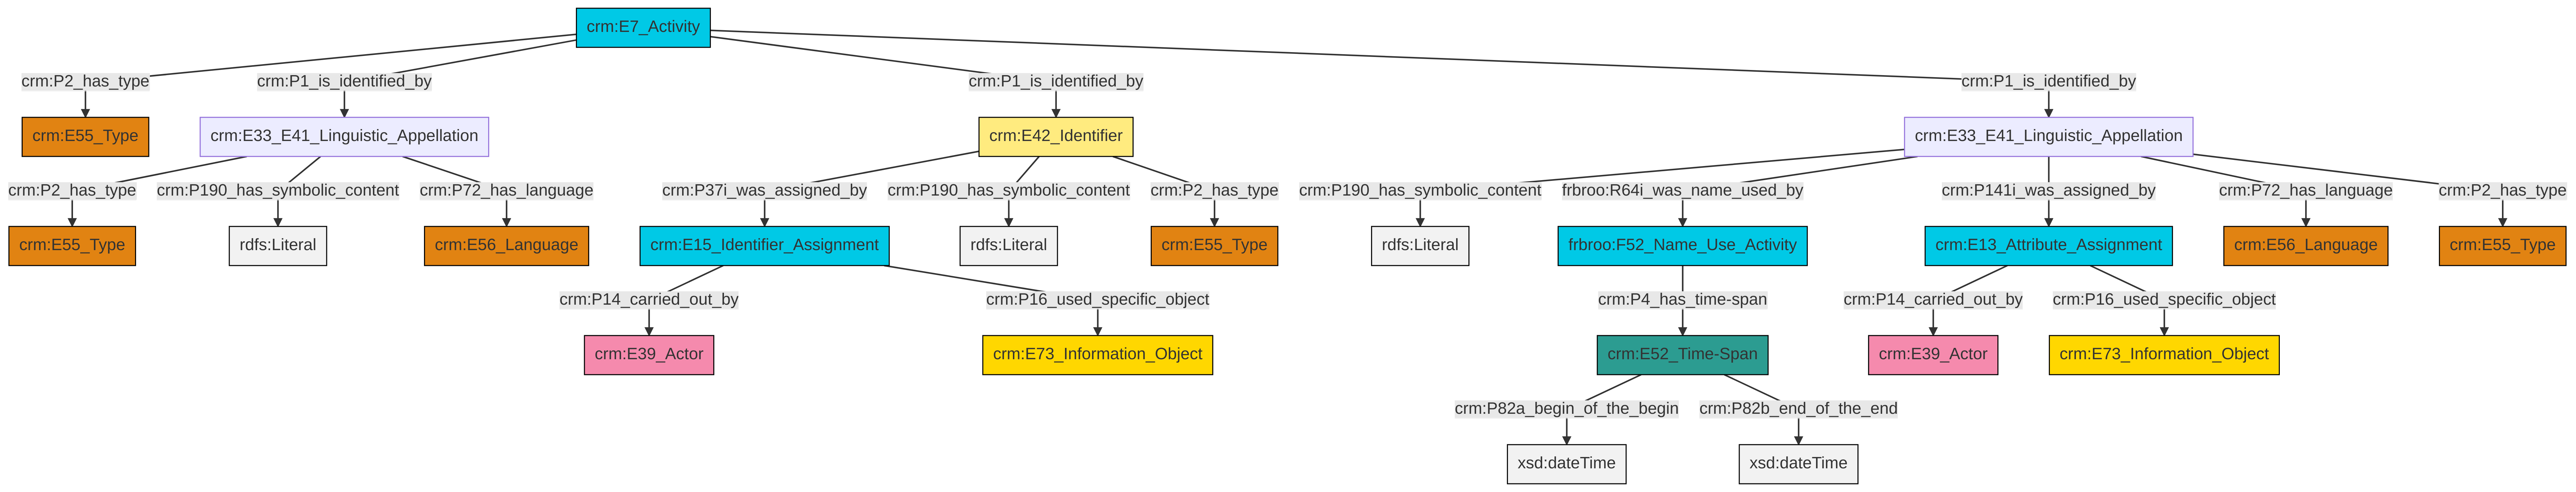 crm:E7_Activity
crm:P2_has_type
crm:P1_is_identified_by
crm:P1_is_identified_by
crm:P1_is_identified_by
crm:E55_Type
crm:E33_E41_Linguistic_Appellation
crm:E42_Identifier
crm:E33_E41_Linguistic_Appellation
crm:P2_has_type
crm:P190_has_symbolic_content
crm:P72_has_language
crm:P37i_was_assigned_by
crm:P190_has_symbolic_content
crm:P2_has_type
crm:P190_has_symbolic_content
frbroo:R64i_was_name_used_by
crm:P141i_was_assigned_by
crm:P72_has_language
crm:P2_has_type
crm:E55_Type
rdfs:Literal
crm:E56_Language
crm:E15_Identifier_Assignment
rdfs:Literal
crm:E55_Type
rdfs:Literal
frbroo:F52_Name_Use_Activity
crm:E13_Attribute_Assignment
crm:E56_Language
crm:E55_Type
crm:P14_carried_out_by
crm:P16_used_specific_object
crm:P4_has_time-span
crm:P14_carried_out_by
crm:P16_used_specific_object
crm:E39_Actor
crm:E73_Information_Object
crm:E52_Time-Span
crm:E39_Actor
crm:E73_Information_Object
crm:P82a_begin_of_the_begin
crm:P82b_end_of_the_end
xsd:dateTime
xsd:dateTime